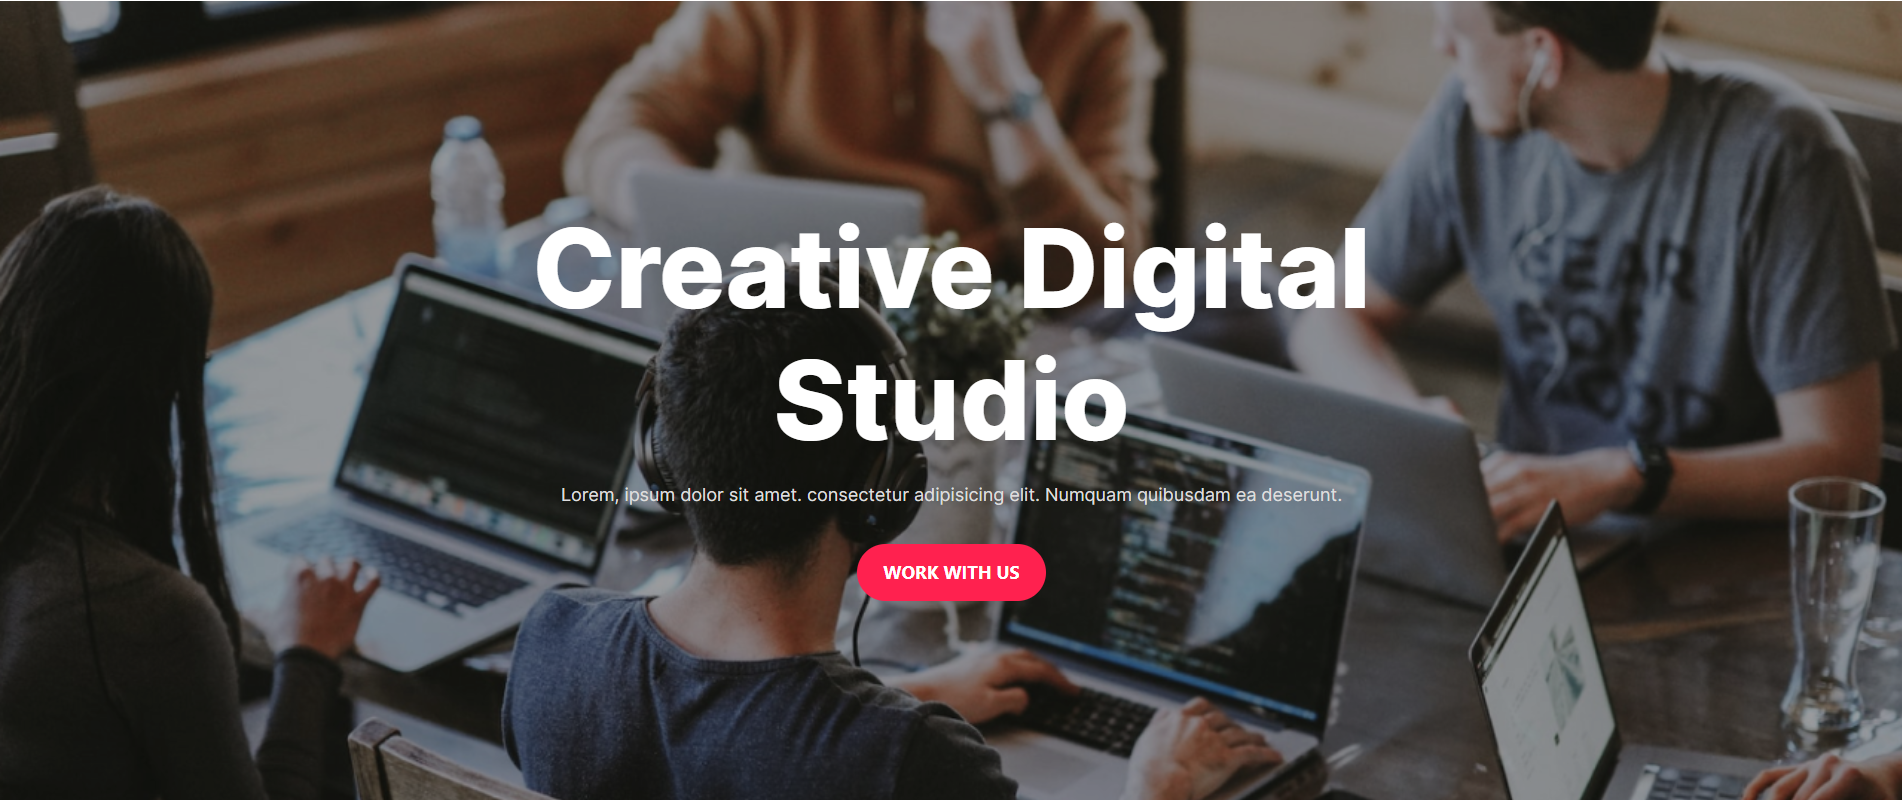 Creative Digital
Studio
Lorem, ipsum dolor sit amet. consectetur adipisicing elit. Numquam quibusdam ea deserunt.
WORK WITH US